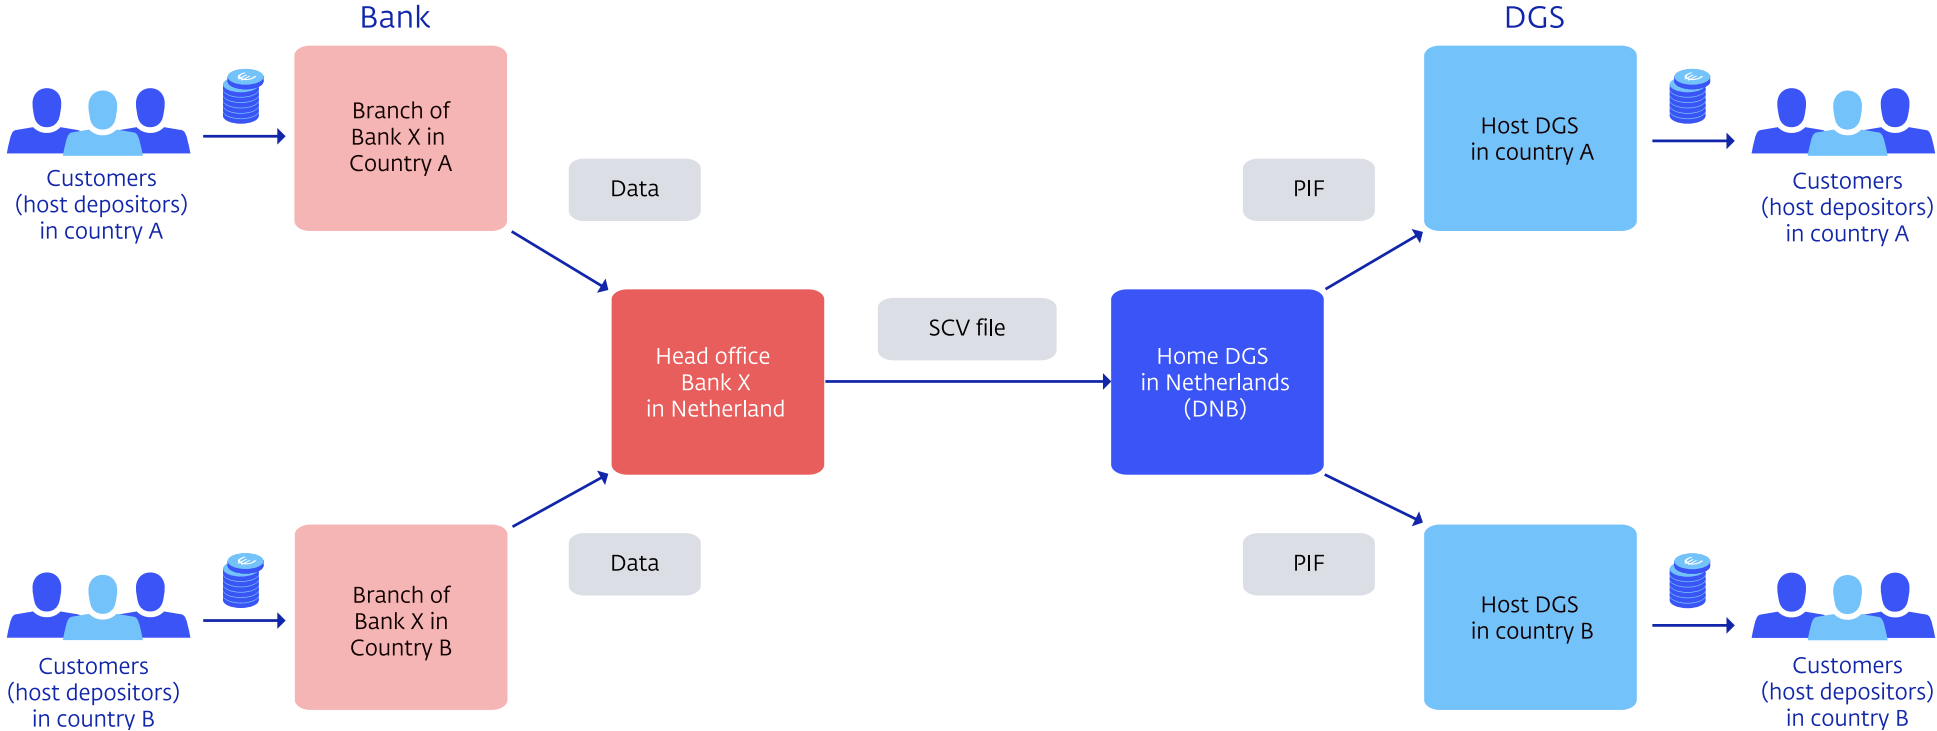 Bank
DGS
Branch of
Bank X in
Country A
Customers
(host depositors)
in country A
Data
PIF
Host DGS
in country A
Customers
(host depositors)
in country A
Head office
Bank X
in Netherland
SCV file
Home DGS
in Netherlands
(DNB)
Branch of
Bank X in
Country B
Customers
(host depositors)
in country B
Data
PIF
Host DGS
in country B
Customers
(host depositors)
in country B